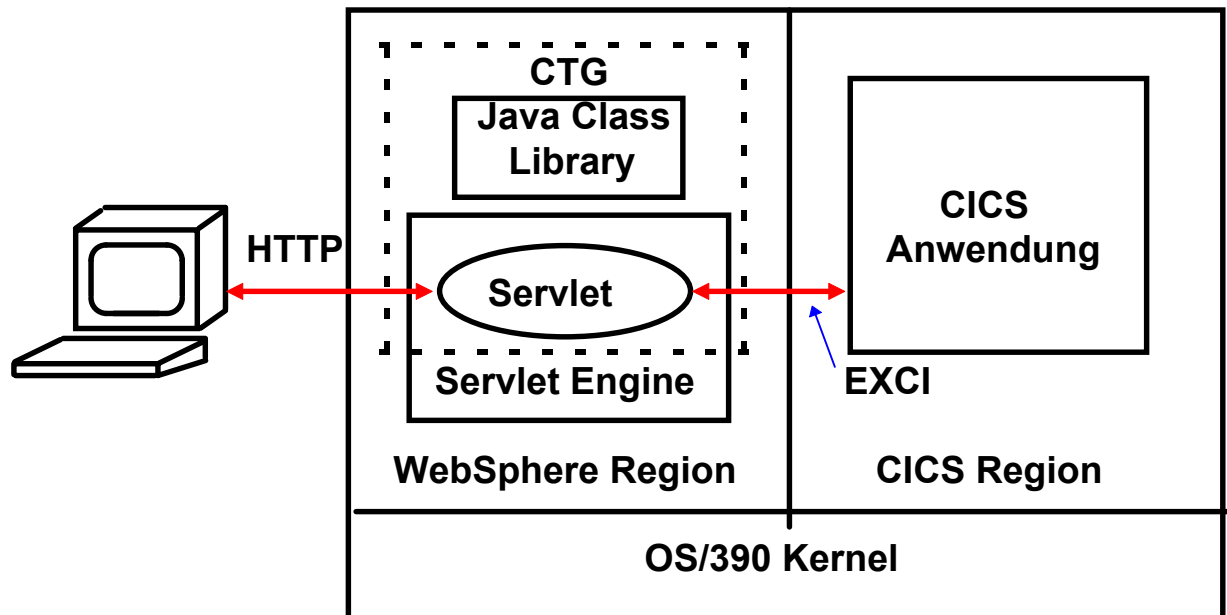 CTG
Java Class
Library
CICS
Anwendung
HTTP
Servlet
Servlet Engine
EXCI
WebSphere Region
CICS Region
OS/390 Kernel